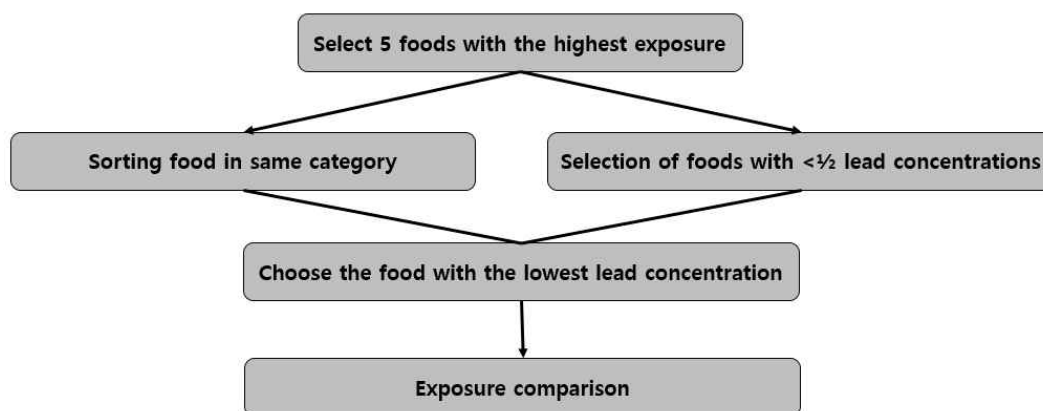 Select 5 foods with the highest exposure
Sorting food in same category
Selection of foods with <½ lead concentrations
Choose the food with the lowest lead concentration
Exposure comparison